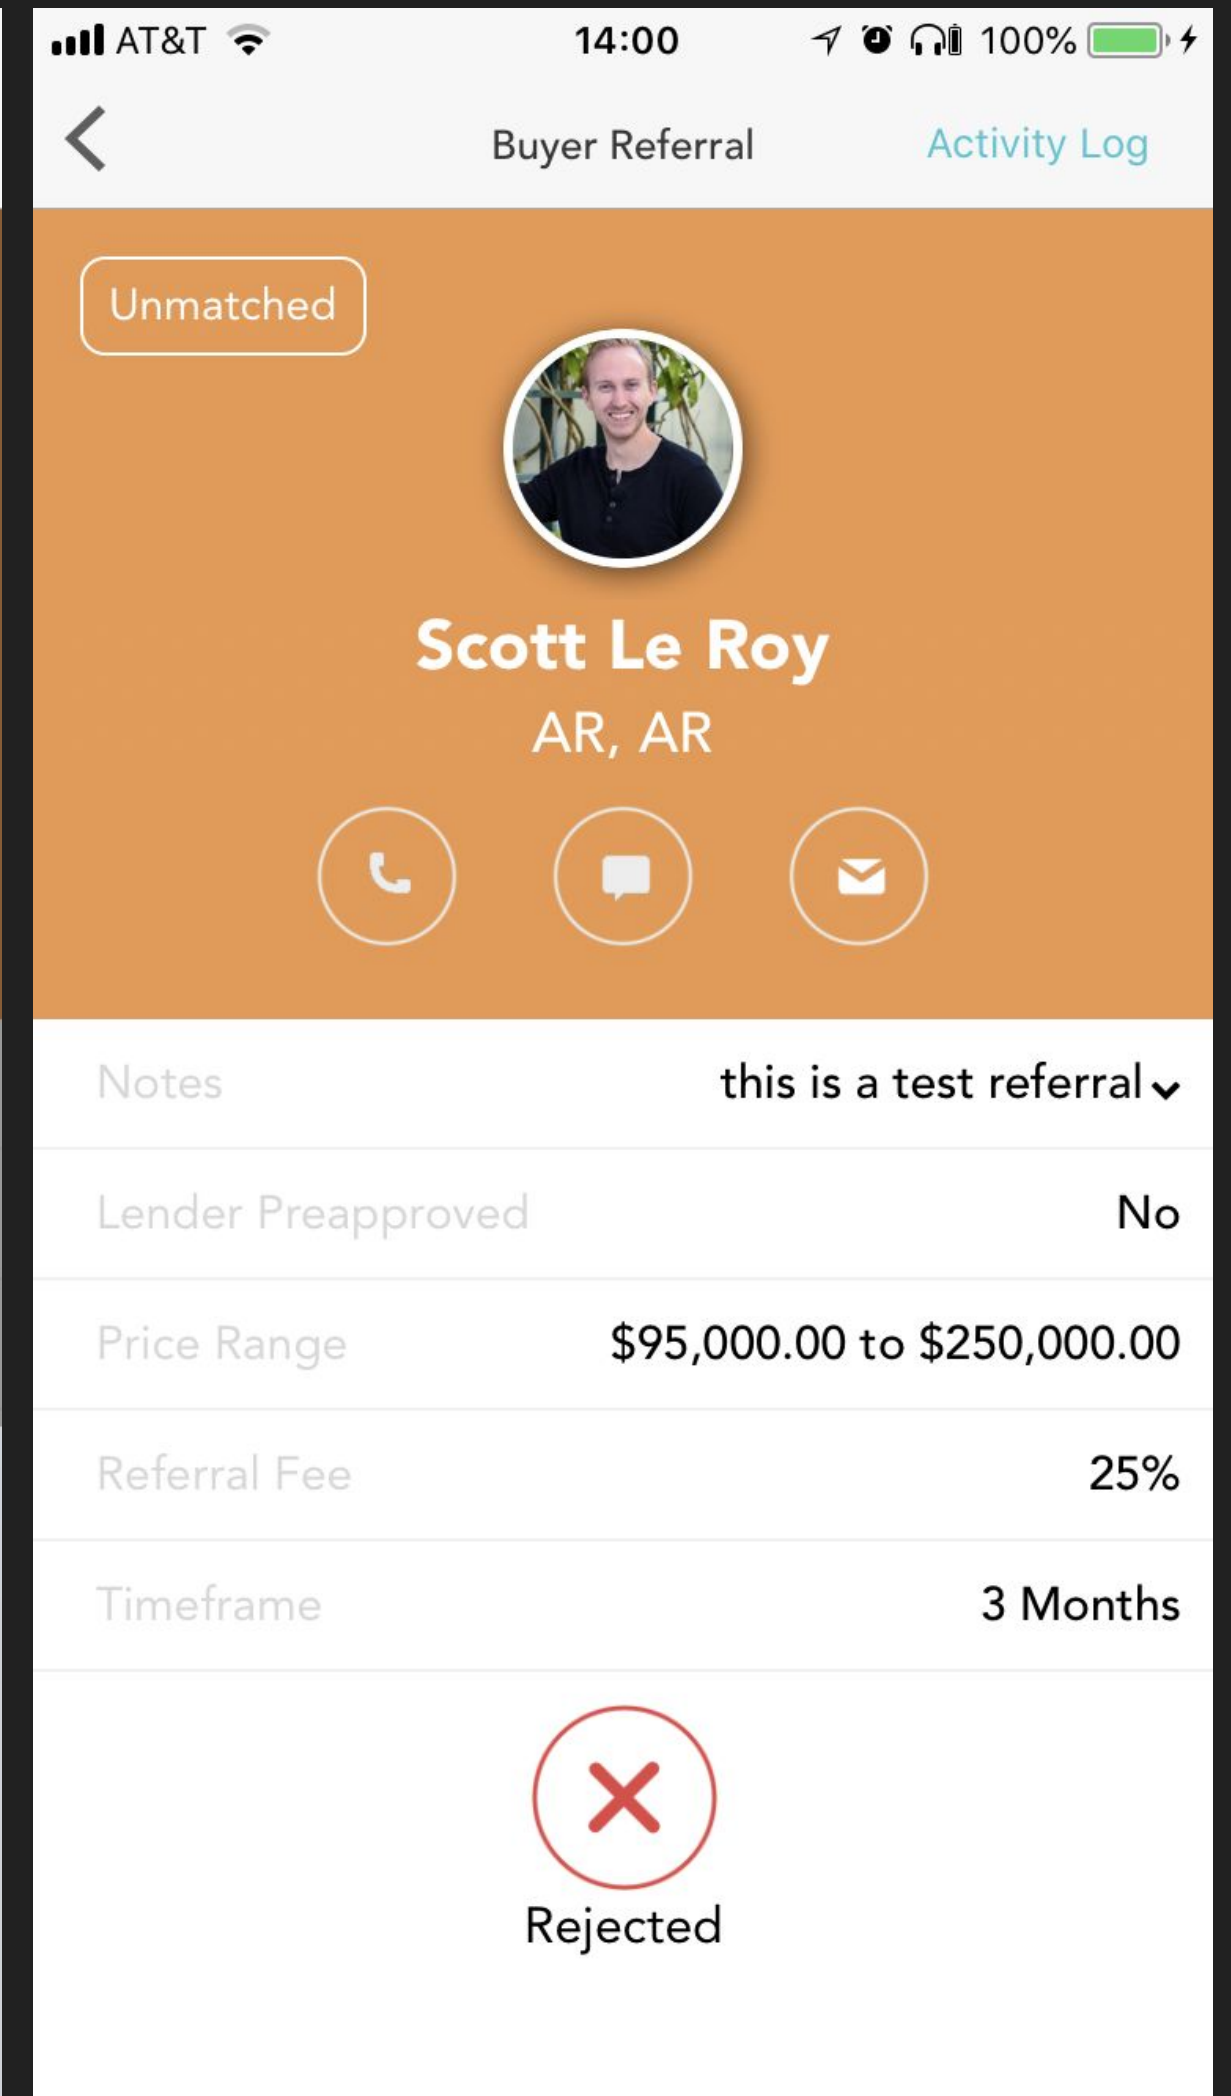 AT&T 14:00 100%
Buyer Referral Activity Log
Unmatched
Scott Le Roy
AR, AR
Notes this is a test referral
Lender Preapproved No
Price Range $95,000.00 to $250,000.00
Referral Fee 25%
Timeframe 3 Months
Rejected